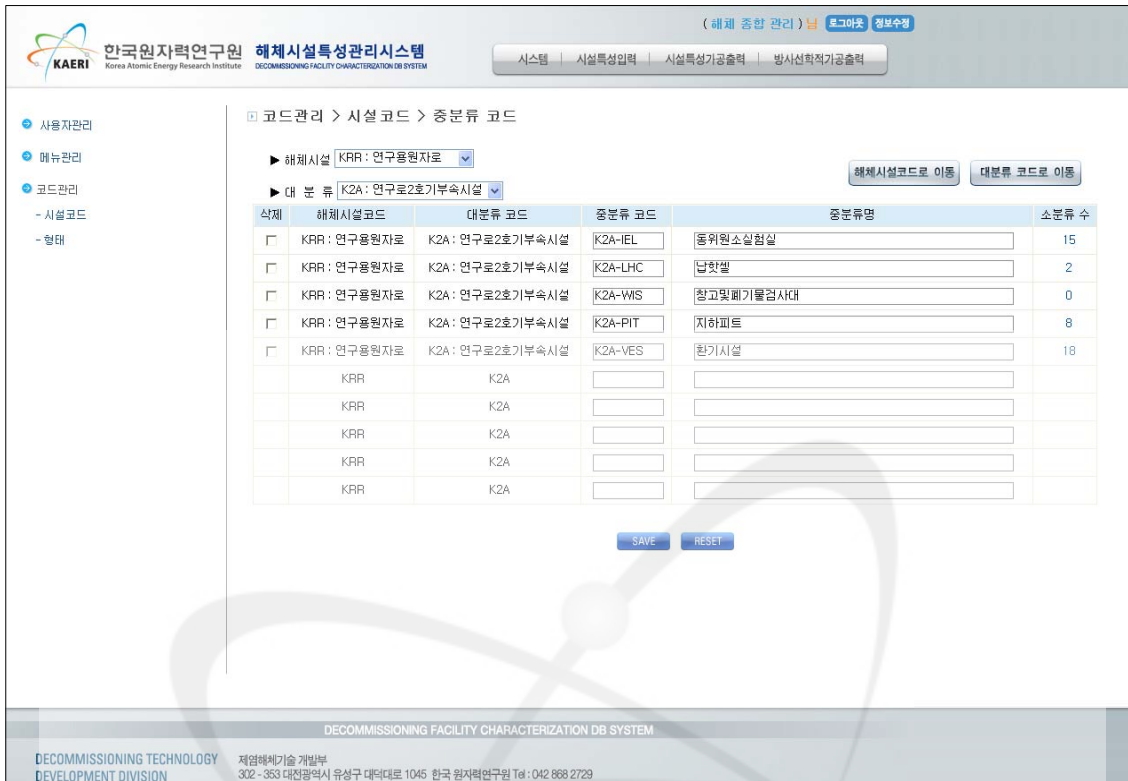 ( 해체 종합 관리 ) 님 로그아웃 정보수정
KAERI 한국원자력연구원 Korea Atomic Energy Research Institute
해체시설특성관리시스템
DECOMMISSIONING FACILITY CHARACTERIZATION DB SYSTEM
시스템 | 시설특성입력 | 시설특성가공출력 | 방사선학적가공출력
사용자관리
메뉴관리
코드관리
- 시설코드
- 형태
코드관리 > 시설코드 > 중분류 코드
▶ 해체시설 KRR : 연구용원자로
해체시설코드로 이동 대분류 코드로 이동
▶ 대 분 류 K2A : 연구로2호기부속시설
삭제 해체시설코드 대분류 코드 중분류 코드 중분류명 소분류 수
KRR : 연구용원자로 K2A : 연구로2호기부속시설 K2A-IEL 동위원소실험실 15
KRR : 연구용원자로 K2A : 연구로2호기부속시설 K2A-LHC 납핫셀 2
KRR : 연구용원자로 K2A : 연구로2호기부속시설 K2A-WIS 창고및폐기물검사대 0
KRR : 연구용원자로 K2A : 연구로2호기부속시설 K2A-PIT 지하피트 8
KRR : 연구용원자로 K2A : 연구로2호기부속시설 K2A-VES 환기시설 18
KRR K2A
KRR K2A
KRR K2A
KRR K2A
KRR K2A
SAVE RESET
DECOMMISSIONING FACILITY CHARACTERIZATION DB SYSTEM
DECOMMISSIONING TECHNOLOGY
DEVELOPMENT DIVISION
제염해체기술 개발부
302 - 353 대전광역시 유성구 대덕대로 1045 한국 원자력연구원 Tel : 042 868 2729